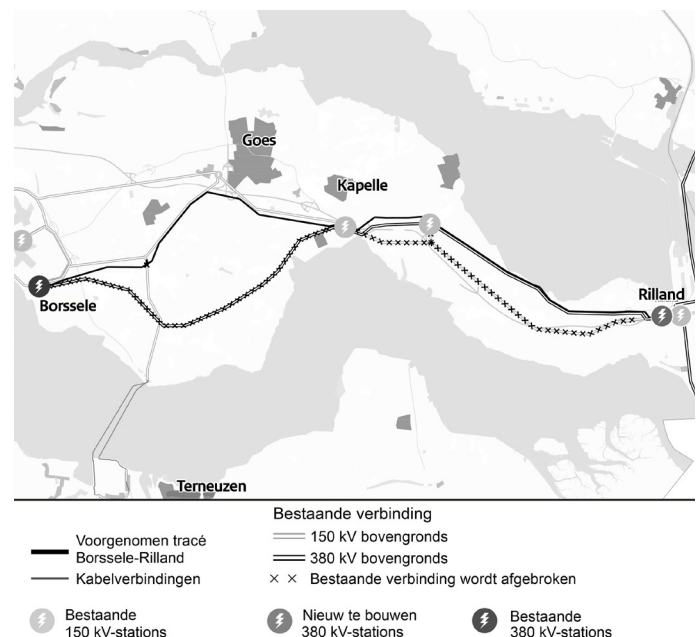 Goes
Kapelle
Borssele
Rilland
Terneuzen
Voorgenomen tracé
Borssele-Rilland
Kabelverbindingen
Bestaande verbinding
150 kV bovengronds
380 kV bovengronds
Bestaande verbinding wordt afgebroken
Bestaande
150 kV-stations
Nieuw te bouwen
380 kV-stations
Bestaande
380 kV-stations